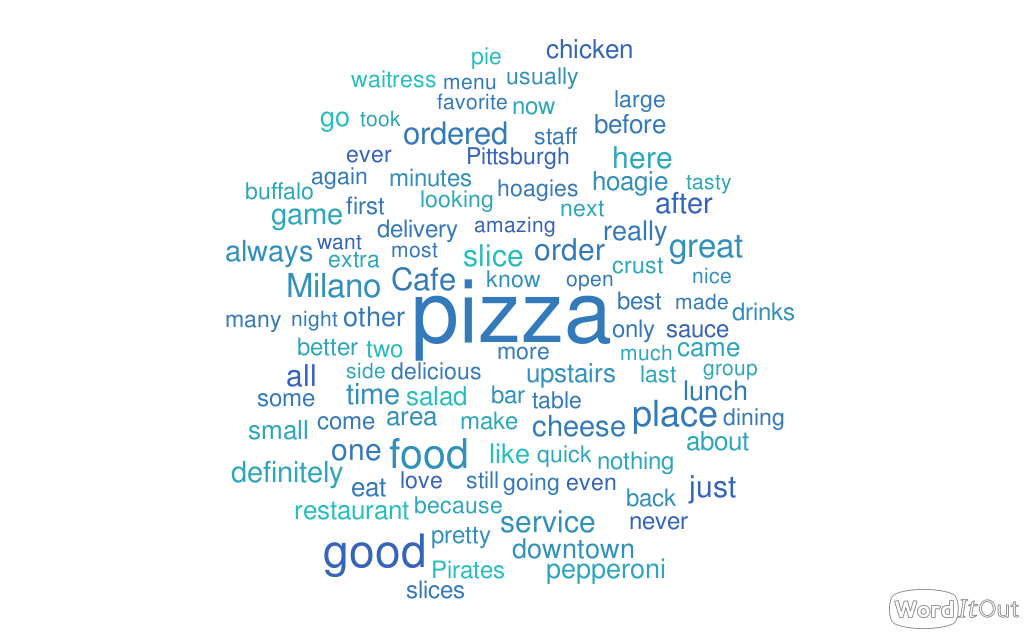 chicken
pie
waitress menu usually
favorite now large
go took ordered staff before
ever Pittsburgh here
again minutes hoagies hoagie tasty
buffalo looking
game first next after
delivery amazing really
always want most slice order great
extra know open crust nice
Milano Cafe
pizza best made drinks
many night other only sauce
better two more much came
all side delicious upstairs last group
some time salad bar table lunch
small come area make cheese place dining
one food like quick nothing about
definitely eat love still going even just
restaurant because back
service never
good pretty downtown
Pirates pepperoni
slices
WordItOut